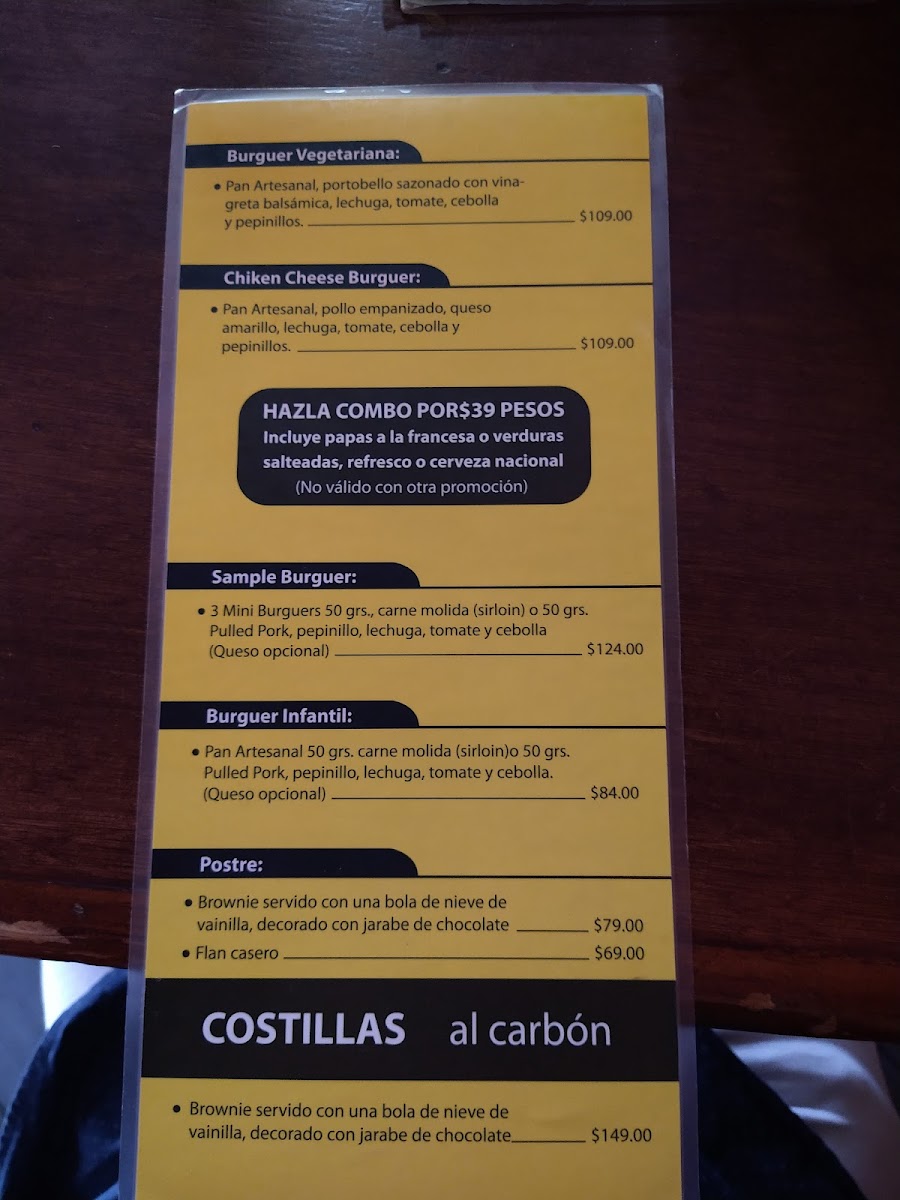 Burguer Vegetariana:
• Pan Artesanal, portobello sazonado con vina-
greta balsámica, lechuga, tomate, cebolla
y pepinillos. $109.00
Chiken Cheese Burguer:
• Pan Artesanal, pollo empanizado, queso
amarillo, lechuga, tomate, cebolla y
pepinillos. $109.00
HAZLA COMBO POR$39 PESOS
Incluye papas a la francesa o verduras
salteadas, refresco o cerveza nacional
(No válido con otra promoción)
Sample Burguer:
• 3 Mini Burguers 50 grs., carne molida (sirloin) o 50 grs.
Pulled Pork, pepinillo, lechuga, tomate y cebolla
(Queso opcional) $124.00
Burguer Infantil:
• Pan Artesanal 50 grs. carne molida (sirloin)o 50 grs.
Pulled Pork, pepinillo, lechuga, tomate y cebolla.
(Queso opcional) $84.00
Postre:
• Brownie servido con una bola de nieve de
vainilla, decorado con jarabe de chocolate $79.00
• Flan casero $69.00
COSTILLAS al carbón
• Brownie servido con una bola de nieve de
vainilla, decorado con jarabe de chocolate $149.00